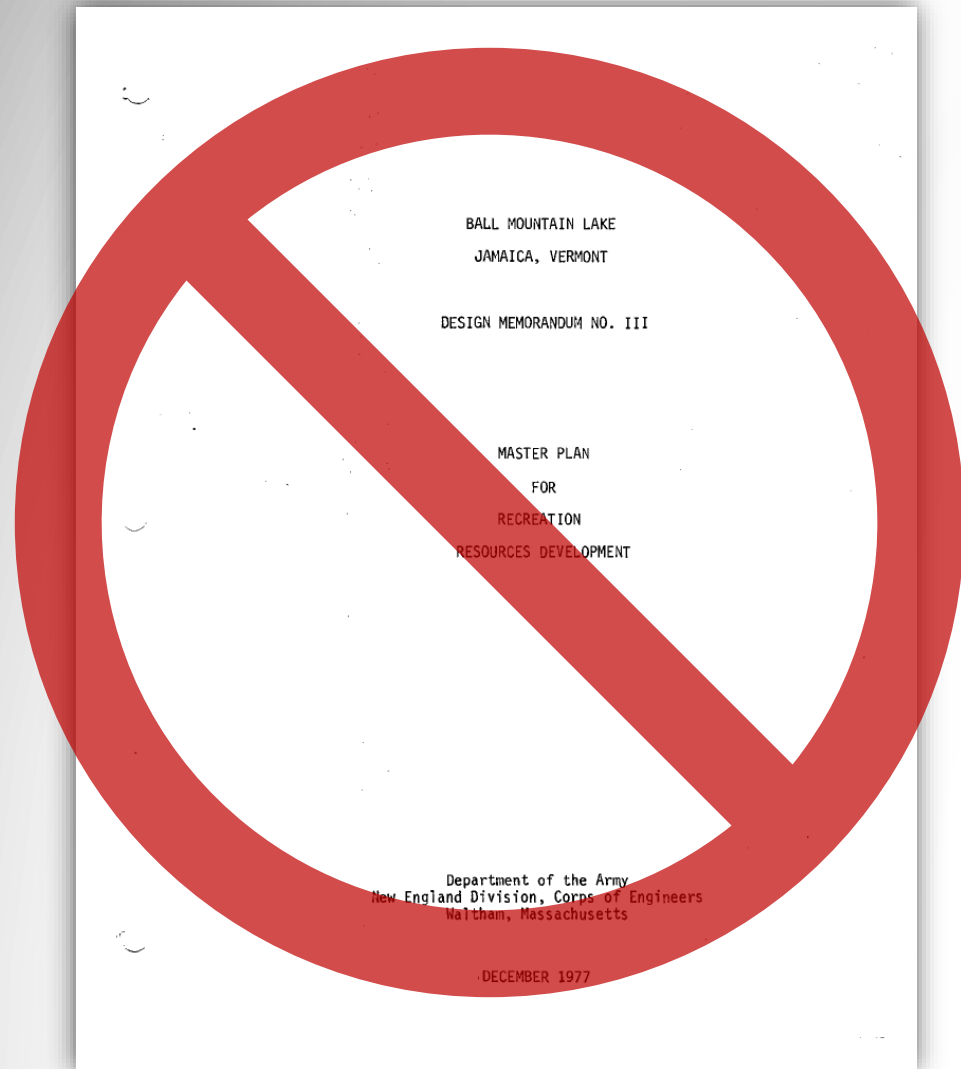 BALL MOUNTAIN LAKE
JAMAICA, VERMONT
DESIGN MEMORANDUM NO. III
MASTER PLAN
FOR
RECREATION
RESOURCES DEVELOPMENT
Department of the Army
New England Division, Corps of Engineers
Waltham, Massachusetts
DECEMBER 1977